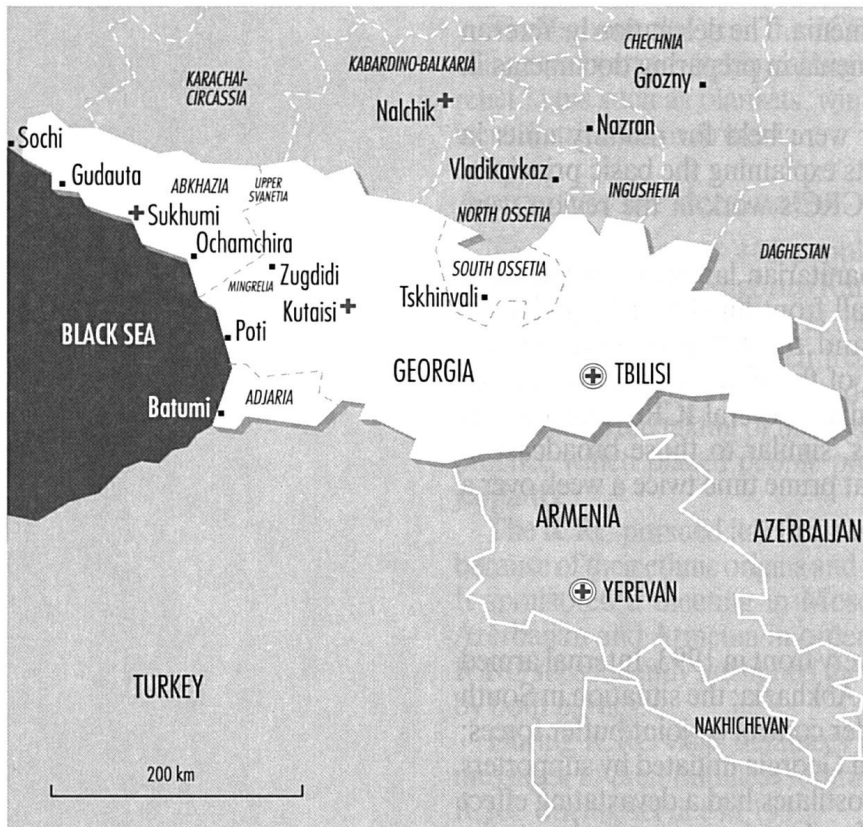 CHECHNIA
KABARDINO-BALKARIA
KARACHAI-
CIRCASSIA
Grozny
Nalchik
Nazran
Sochi
Gudauta
ABKHAZIA
UPPER
SVANETIA
Vladikavkaz
INGUSHETIA
Sukhumi
NORTH OSSETIA
Ochamchira
DAGHESTAN
SOUTH OSSETIA
Zugdidi
MINGRELIA
Tskhinvali
Kutaisi
BLACK SEA
Poti
GEORGIA
TBILISI
ADJARIA
Batumi
ARMENIA
AZERBAIJAN
YEREVAN
TURKEY
NAKHICHEVAN
200 km